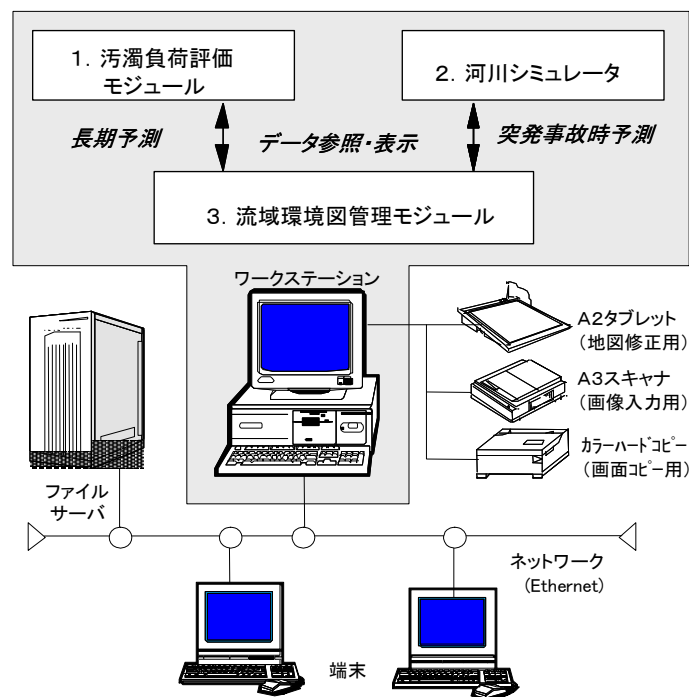 1．汚濁負荷評価
モジュール
2．河川シミュレータ
長期予測
データ参照・表示
突発事故時予測
3．流域環境図管理モジュール
ワークステーション
A2タブレット
（地図修正用）
A3スキャナ
（画像入力用）
ｶﾗｰﾊｰﾄﾞｺﾋﾟｰ
（画面ｺﾋﾟｰ用）
ファイル
サーバ
ネットワーク
(Ethernet)
端末